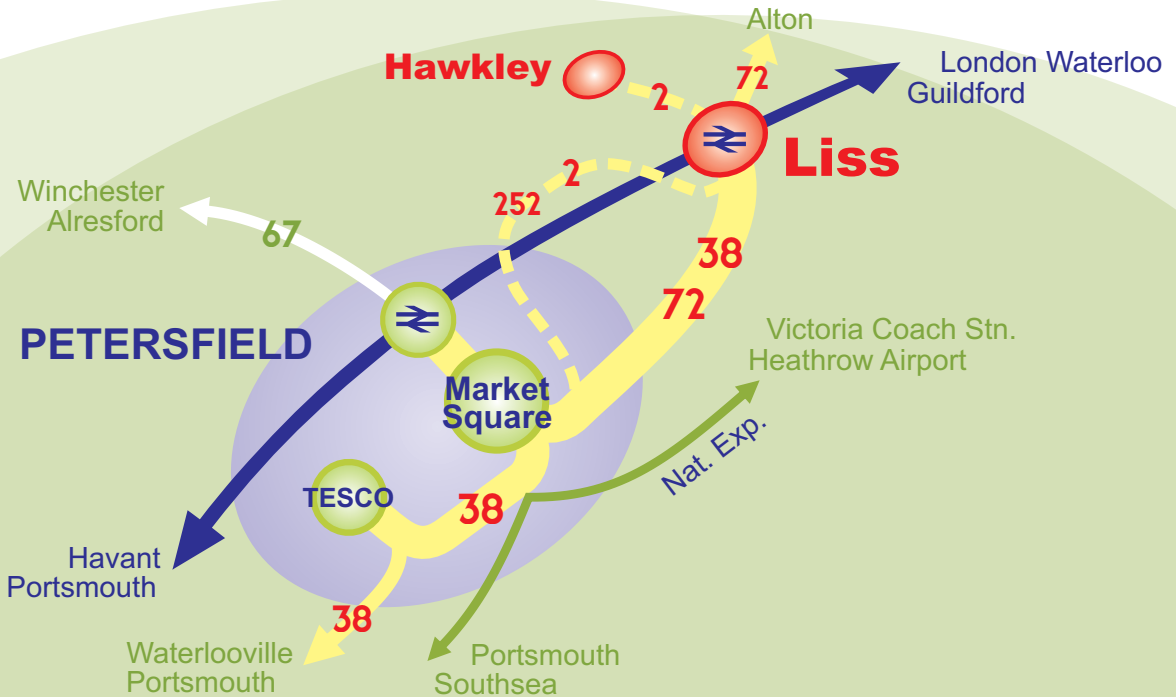 Alton
Hawkley
72
2
London Waterloo
Guildford
Liss
2
252
Winchester
Alresford
67
38
72
PETERSFIELD
Victoria Coach Stn.
Heathrow Airport
Market
Square
Nat. Exp.
TESCO
38
Havant
Portsmouth
38
Waterlooville
Portsmouth
Portsmouth
Southsea